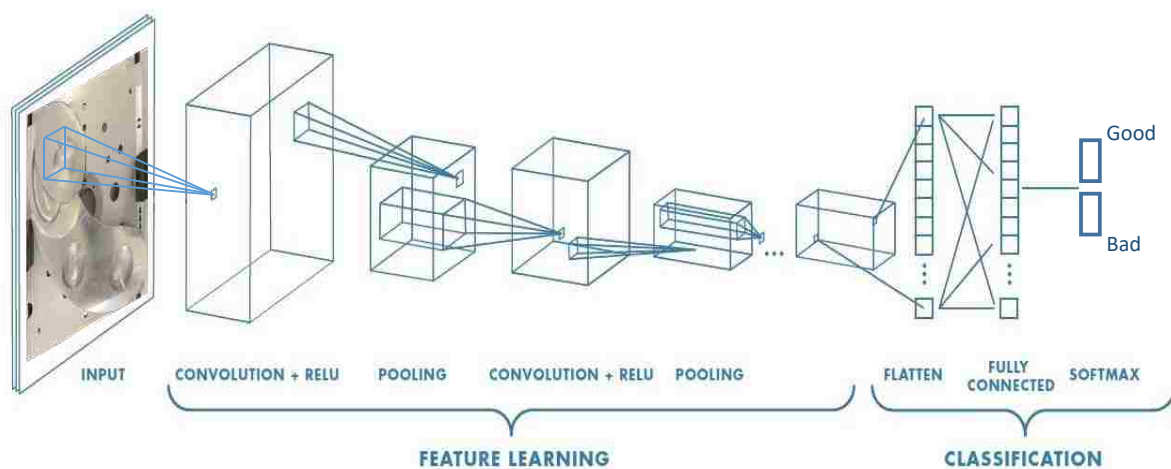 Good
Bad
INPUT
CONVOLUTION + RELU
POOLING
CONVOLUTION + RELU
POOLING
FLATTEN
FULLY
CONNECTED
SOFTMAX
FEATURE LEARNING
CLASSIFICATION